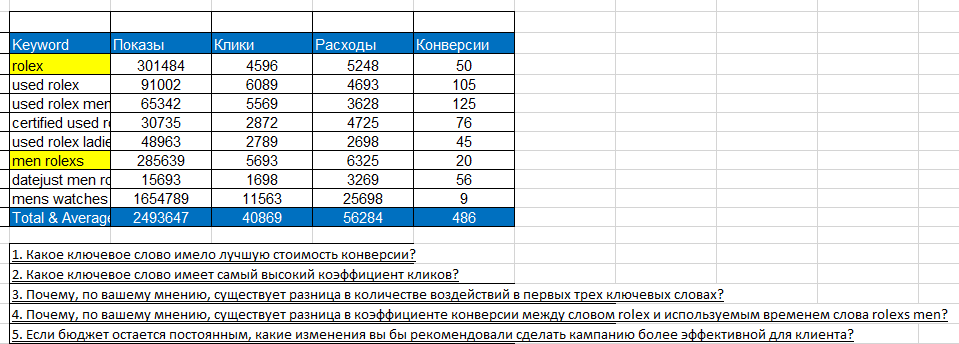 Keyword Показы Клики Расходы Конверсии
rolex 301484 4596 5248 50
used rolex 91002 6089 4693 105
used rolex men 65342 5569 3628 125
certified used r 30735 2872 4725 76
used rolex ladie 48963 2789 2698 45
men rolexs 285639 5693 6325 20
datejust men ro 15693 1698 3269 56
mens watches 1654789 11563 25698 9
Total & Average 2493647 40869 56284 486
1. Какое ключевое слово имело лучшую стоимость конверсии?
2. Какое ключевое слово имеет самый высокий коэффициент кликов?
3. Почему, по вашему мнению, существует разница в количестве воздействий в первых трех ключевых словах?
4. Почему, по вашему мнению, существует разница в коэффициенте конверсии между словом rolex и используемым временем слова rolexs men?
5. Если бюджет остается постоянным, какие изменения вы бы рекомендовали сделать кампанию более эффективной для клиента?